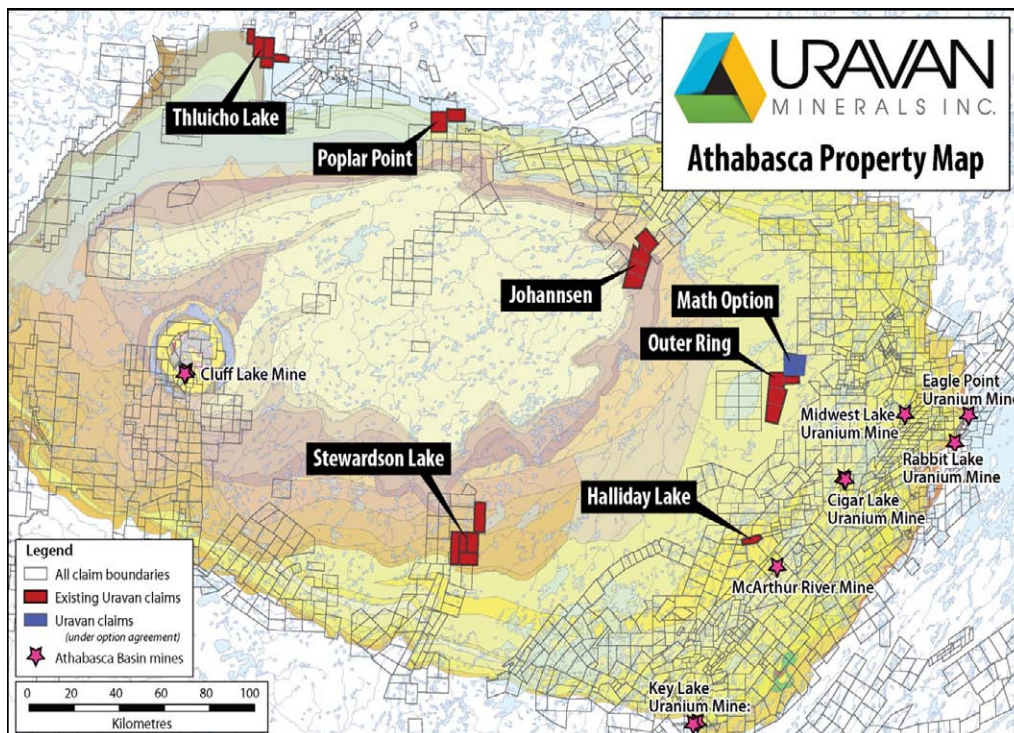 URAVAN
MINERALS INC.
Athabasca Property Map
Thluicho Lake
Poplar Point
Johannsen
Math Option
Outer Ring
Cluff Lake Mine
Eagle Point
Uranium Mine
Midwest Lake
Uranium Mine
Rabbit Lake
Uranium Mine
Stewardson Lake
Cigar Lake
Uranium Mine
Halliday Lake
McArthur River Mine
Key Lake
Uranium Mine:
Legend
All claim boundaries
Existing Uravan claims
Uravan claims
(under option agreement)
Athabasca Basin mines
0 20 40 60 80 100
Kilometres